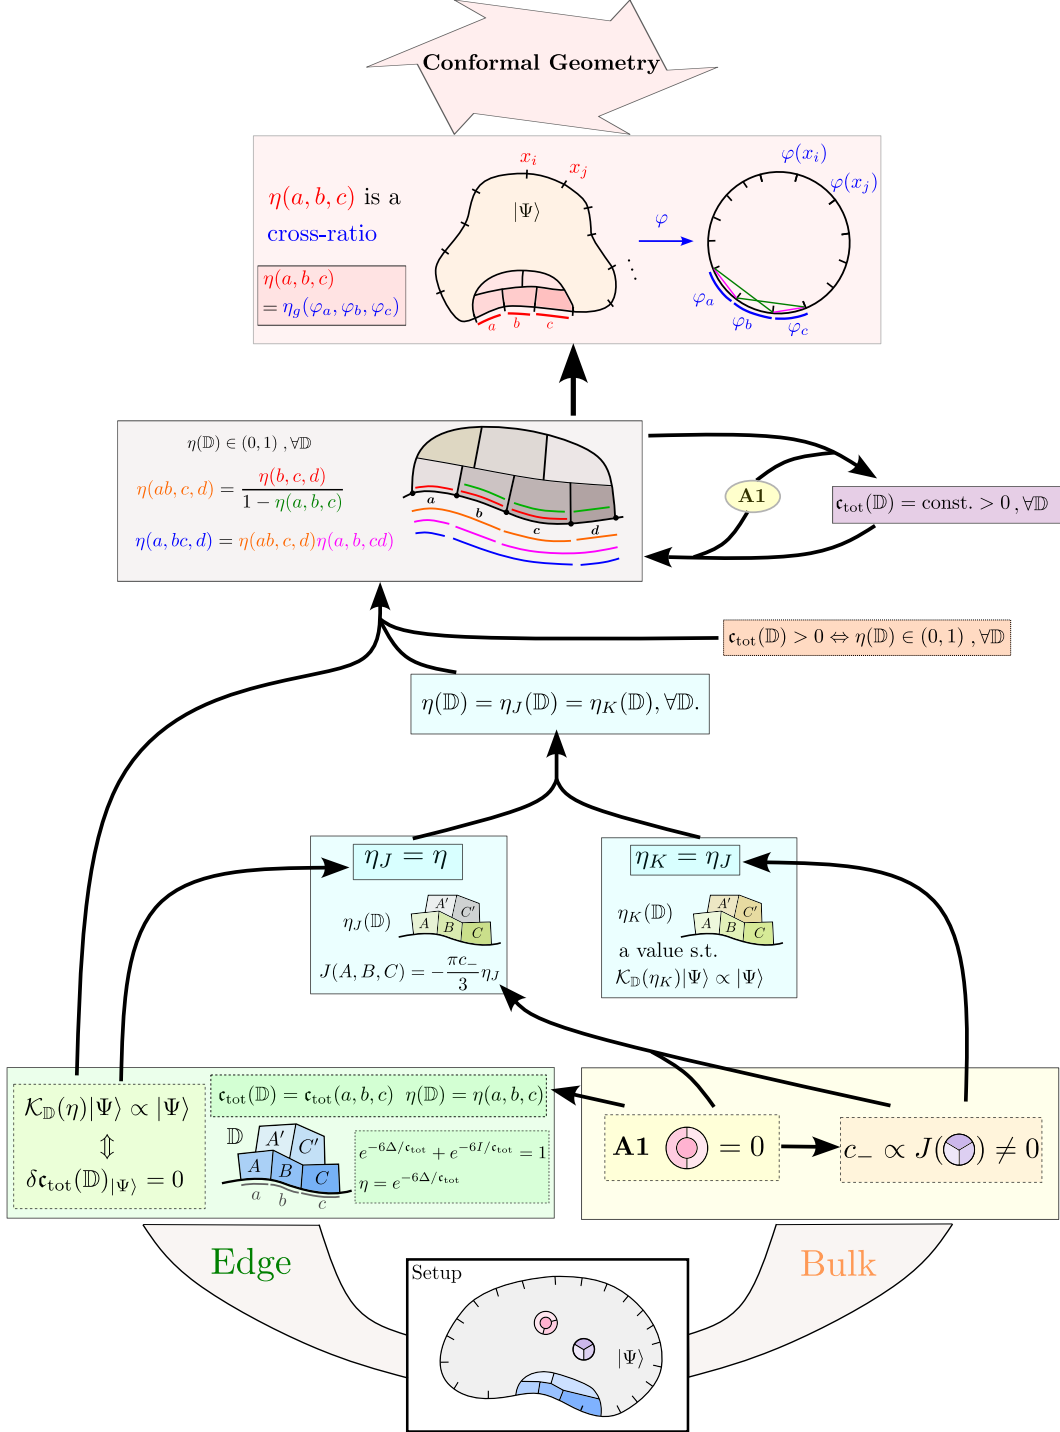 Conformal Geometry
η(a, b, c) is a
cross-ratio
η(a, b, c)
= η_g(φ_a, φ_b, φ_c)
x_i
x_j
|Ψ⟩
a b c
φ
φ(x_i)
φ(x_j)
φ_a
φ_b
φ_c
η(𝔻) ∈ (0, 1) , ∀𝔻
η(ab, c, d) = η(b, c, d) / 1 − η(a, b, c)
η(a, bc, d) = η(ab, c, d)η(a, b, cd)
a b c d
A1
𝔠_tot(𝔻) = const. > 0 , ∀𝔻
𝔠_tot(𝔻) > 0 ⇔ η(𝔻) ∈ (0, 1) , ∀𝔻
η(𝔻) = η_J(𝔻) = η_K(𝔻), ∀𝔻.
η_J = η
η_J(𝔻)
A′ C′
A B C
J(A, B, C) = −πc_−/3 η_J
η_K = η_J
η_K(𝔻)
A′ C′
A B C
a value s.t.
𝒦_𝔻(η_K)|Ψ⟩ ∝ |Ψ⟩
𝒦_𝔻(η)|Ψ⟩ ∝ |Ψ⟩
⇕
δ𝔠_tot(𝔻)_|Ψ⟩ = 0
𝔠_tot(𝔻) = 𝔠_tot(a, b, c) η(𝔻) = η(a, b, c)
𝔻
A′ C′
A B C
a b c
e^{−6Δ/𝔠_tot} + e^{−6I/𝔠_tot} = 1
η = e^{−6Δ/𝔠_tot}
A1 = 0
c_− ∝ J( ) ≠ 0
Edge
Bulk
Setup
|Ψ⟩